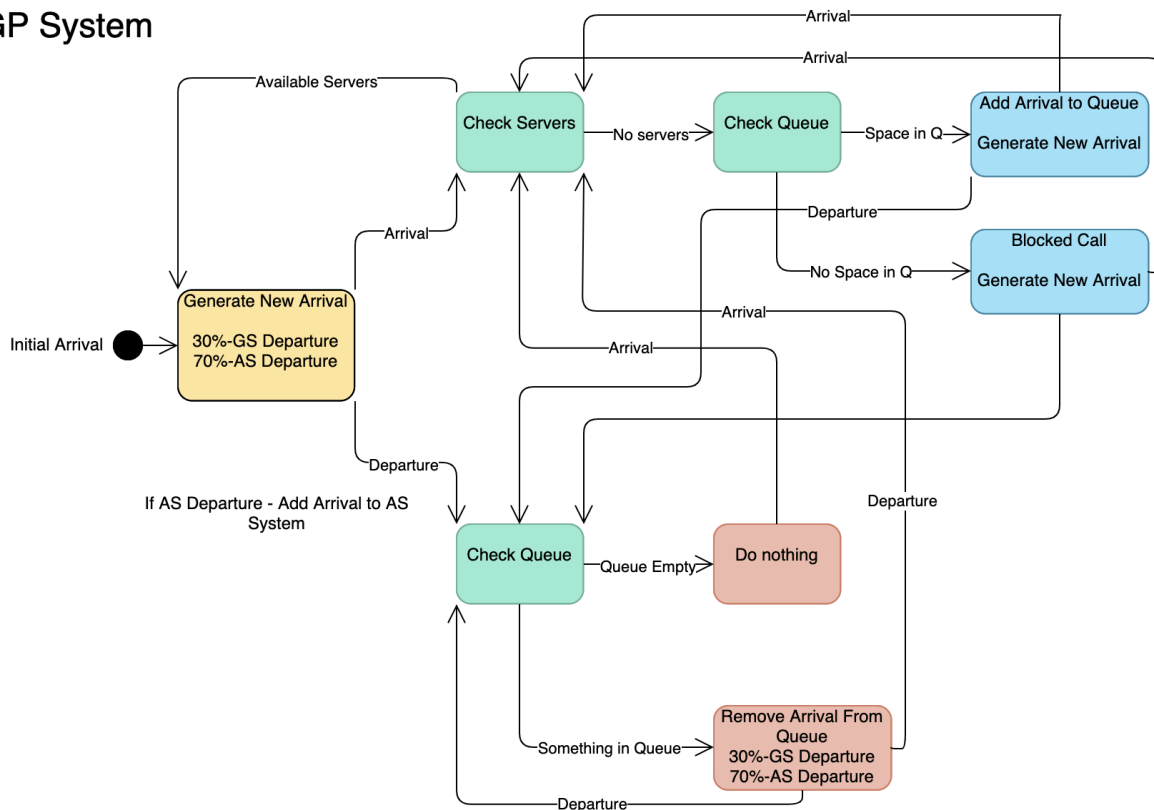 GP System
Arrival
Arrival
Available Servers
Check Servers
No servers
Check Queue
Space in Q
Add Arrival to Queue
Generate New Arrival
Departure
Arrival
Blocked Call
Generate New Arrival
No Space in Q
Generate New Arrival
30%-GS Departure
70%-AS Departure
Initial Arrival
Arrival
Arrival
Departure
If AS Departure - Add Arrival to AS
System
Departure
Check Queue
Queue Empty
Do nothing
Something in Queue
Remove Arrival From
Queue
30%-GS Departure
70%-AS Departure
Departure